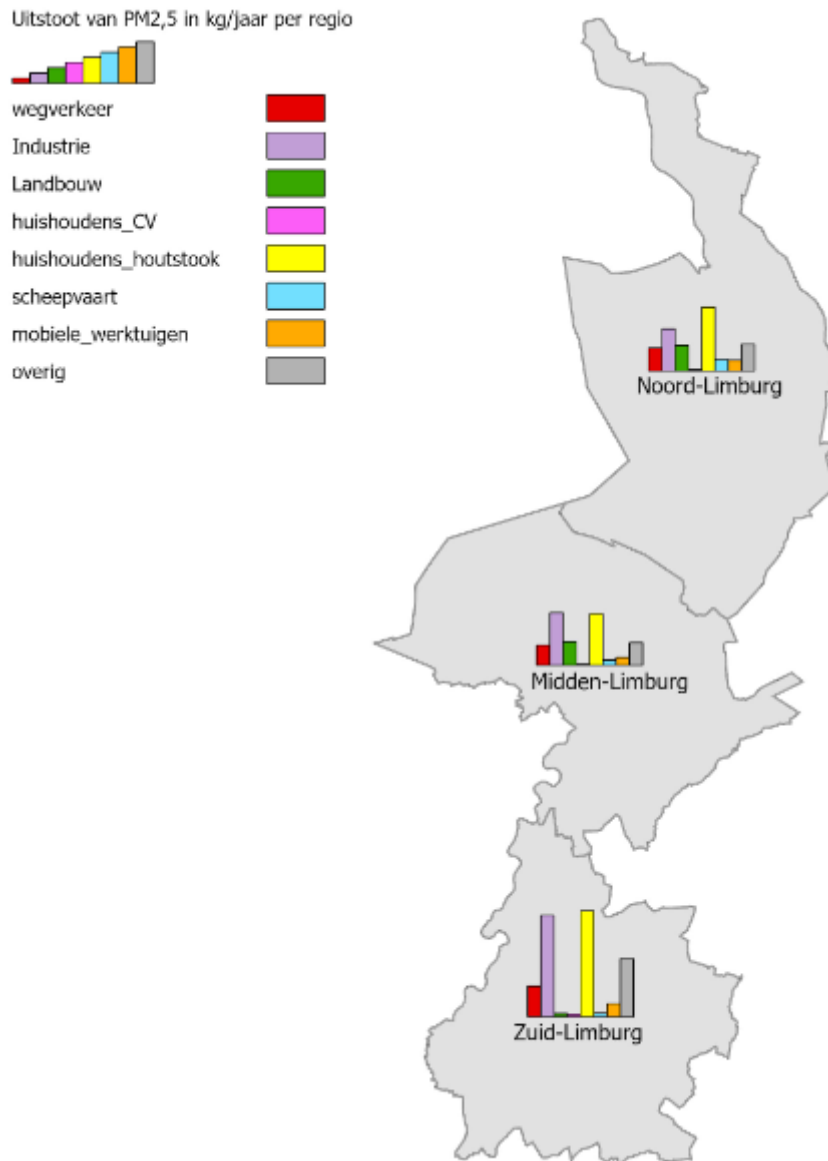 Uitstoot van PM2,5 in kg/jaar per regio
wegverkeer
Industrie
Landbouw
huishoudens_CV
huishoudens_houtstook
scheepvaart
mobiele_werktuigen
overig
Noord-Limburg
Midden-Limburg
Zuid-Limburg